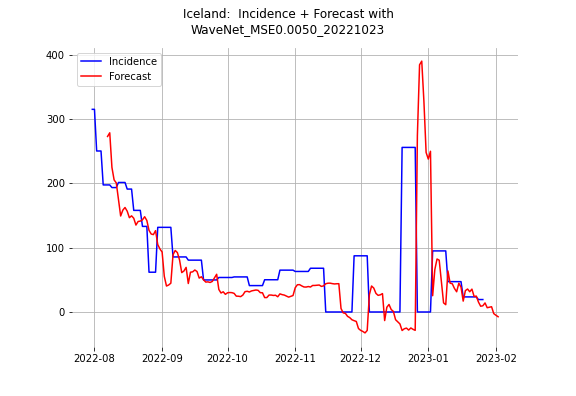 Iceland:  Incidence + Forecast with
WaveNet_MSE0.0050_20221023
Incidence
Forecast
400
300
200
100
0
2022-08 2022-09 2022-10 2022-11 2022-12 2023-01 2023-02